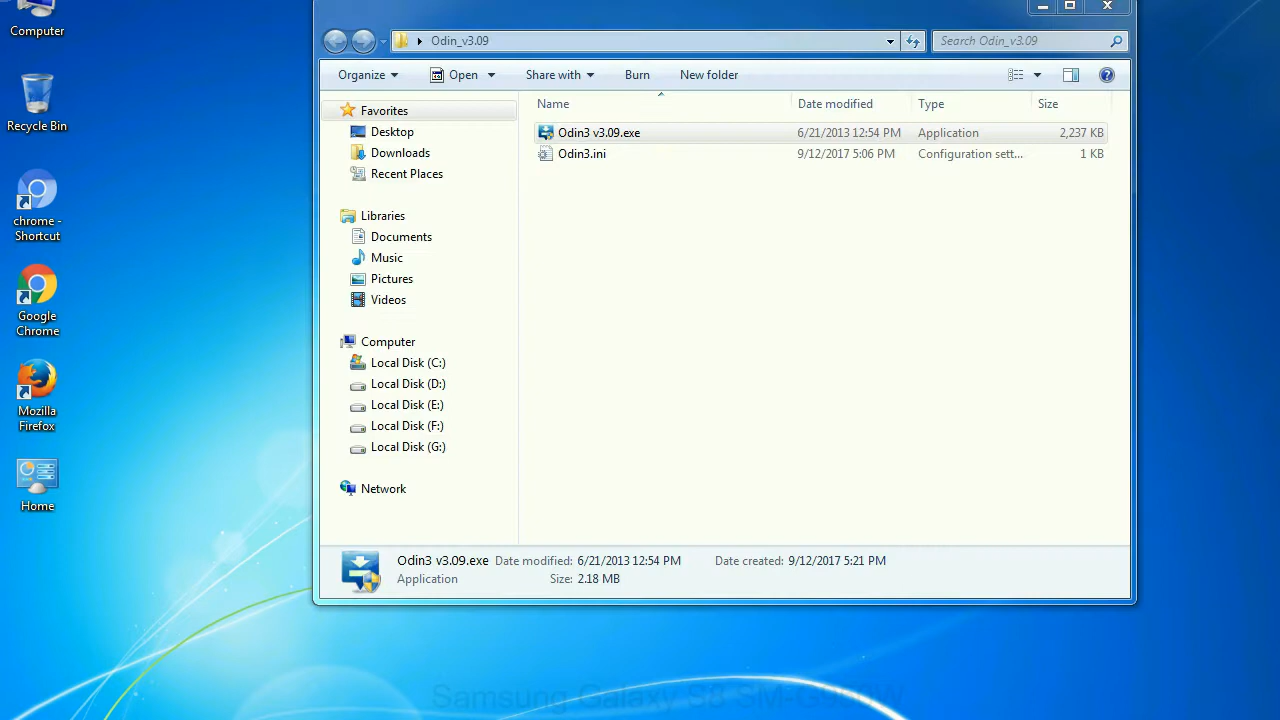 Computer
Recycle Bin
chrome -
Shortcut
Google
Chrome
Mozilla
Firefox
Home
Odin_v3.09
Search Odin_v3.09
Organize
Open
Share with
Burn
New folder
Favorites
Desktop
Downloads
Recent Places
Libraries
Documents
Music
Pictures
Videos
Computer
Local Disk (C:)
Local Disk (D:)
Local Disk (E:)
Local Disk (F:)
Local Disk (G:)
Network
Name Date modified Type Size
Odin3 v3.09.exe 6/21/2013 12:54 PM Application 2,237 KB
Odin3.ini 9/12/2017 5:06 PM Configuration sett... 1 KB
Odin3 v3.09.exe Date modified: 6/21/2013 12:54 PM Date created: 9/12/2017 5:21 PM
Application Size: 2.18 MB
Samsung Galaxy S8